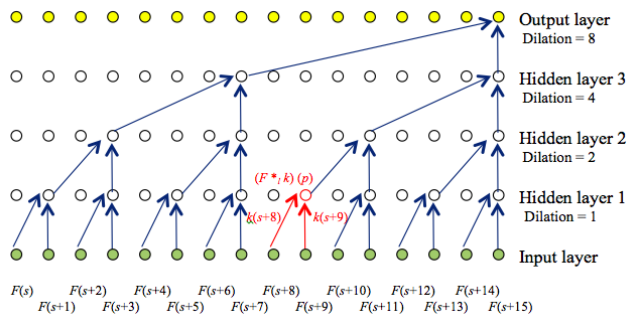 Output layer
Dilation = 8
Hidden layer 3
Dilation = 4
Hidden layer 2
Dilation = 2
(F *ₗ k) (p)
Hidden layer 1
k(s+8) k(s+9)
Dilation = 1
Input layer
F(s) F(s+2) F(s+4) F(s+6) F(s+8) F(s+10) F(s+12) F(s+14)
F(s+1) F(s+3) F(s+5) F(s+7) F(s+9) F(s+11) F(s+13) F(s+15)